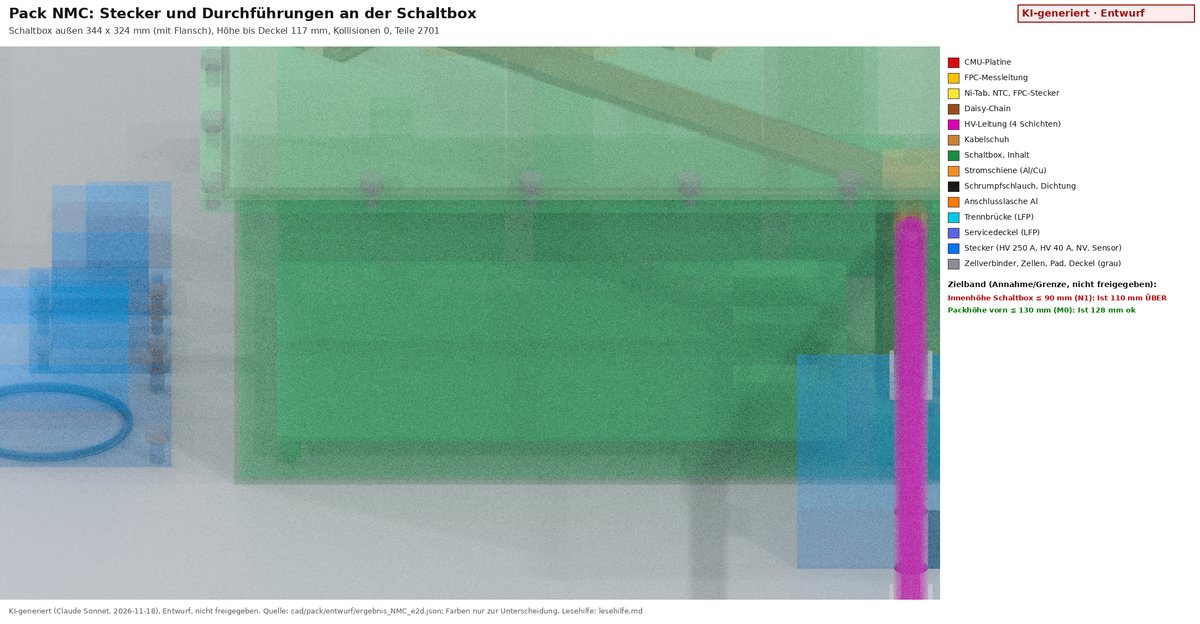 Pack NMC: Stecker und Durchführungen an der Schaltbox
KI-generiert · Entwurf
Schaltbox außen 344 x 324 mm (mit Flansch), Höhe bis Deckel 117 mm, Kollisionen 0, Teile 2701
CMU-Platine
FPC-Messleitung
Ni-Tab, NTC, FPC-Stecker
Daisy-Chain
HV-Leitung (4 Schichten)
Kabelschuh
Schaltbox, Inhalt
Stromschiene (Al/Cu)
Schrumpfschlauch, Dichtung
Anschlusslasche Al
Trennbrücke (LFP)
Servicedeckel (LFP)
Stecker (HV 250 A, HV 40 A, NV, Sensor)
Zellverbinder, Zellen, Pad, Deckel (grau)
Zielband (Annahme/Grenze, nicht freigegeben):
Innenhöhe Schaltbox ≤ 90 mm (N1): Ist 110 mm ÜBER
Packhöhe vorn ≤ 130 mm (M0): Ist 128 mm ok
KI-generiert (Claude Sonnet, 2026-11-18), Entwurf, nicht freigegeben. Quelle: cad/pack/entwurf/ergebnis_NMC_e2d.json; Farben nur zur Unterscheidung. Lesehilfe: lesehilfe.md